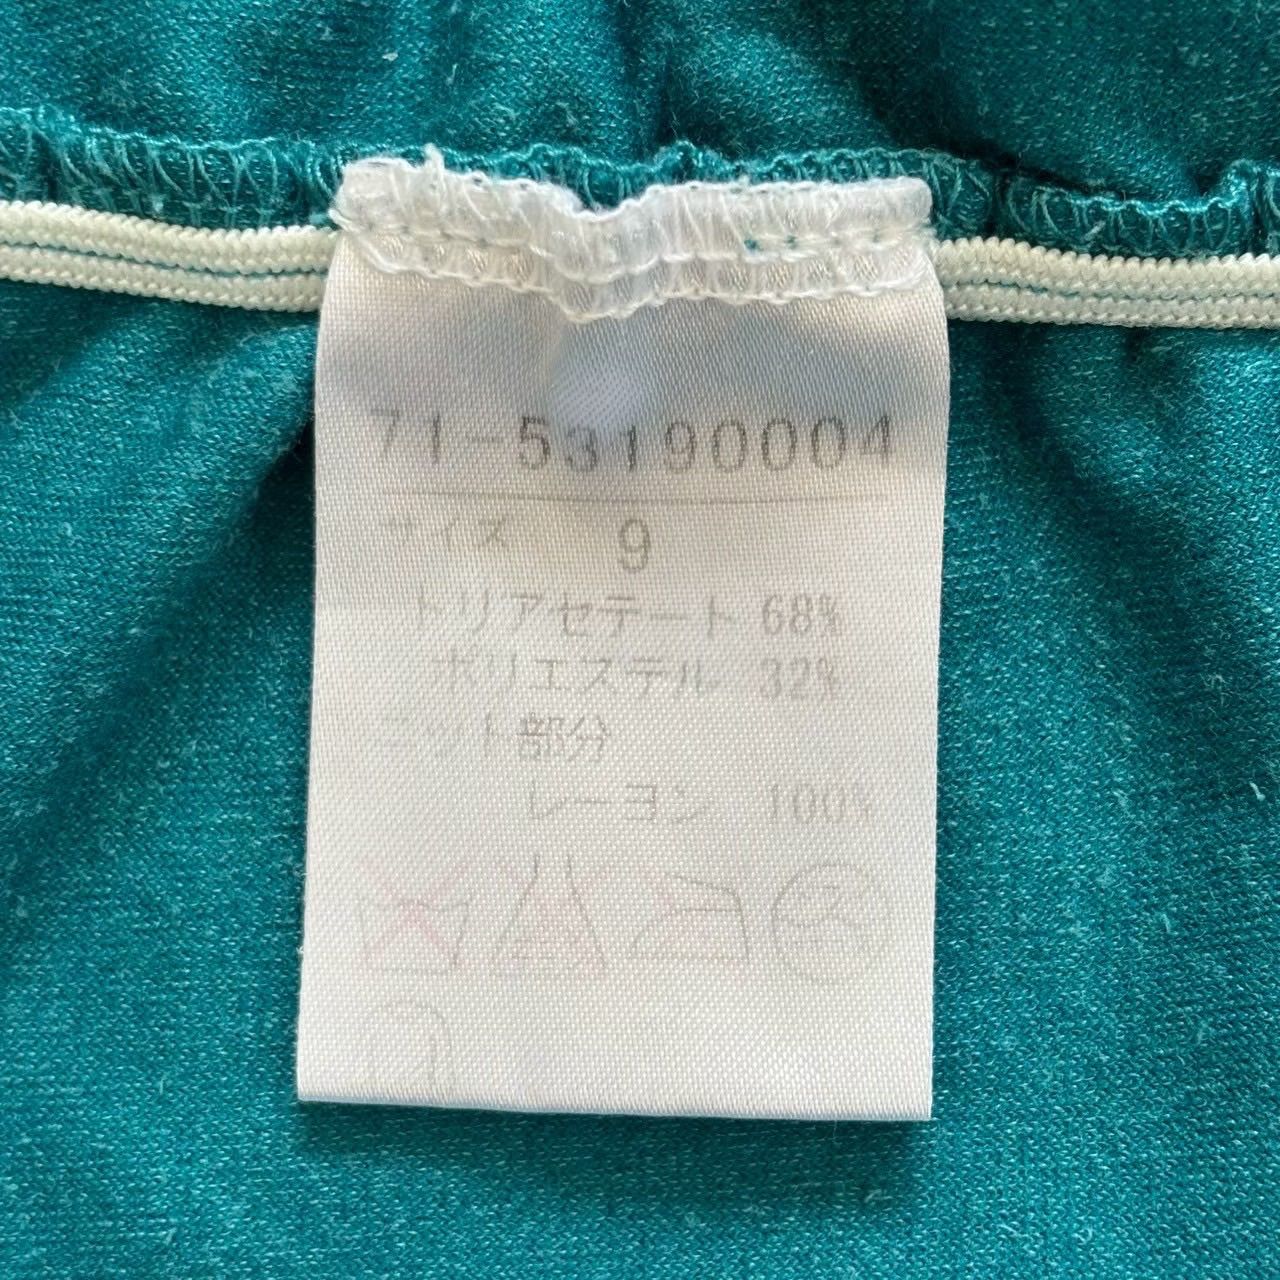 71-53190004
サイズ 9
トリアセテート 68%
ポリエステル 32%
ニット部分
レーヨン 100%